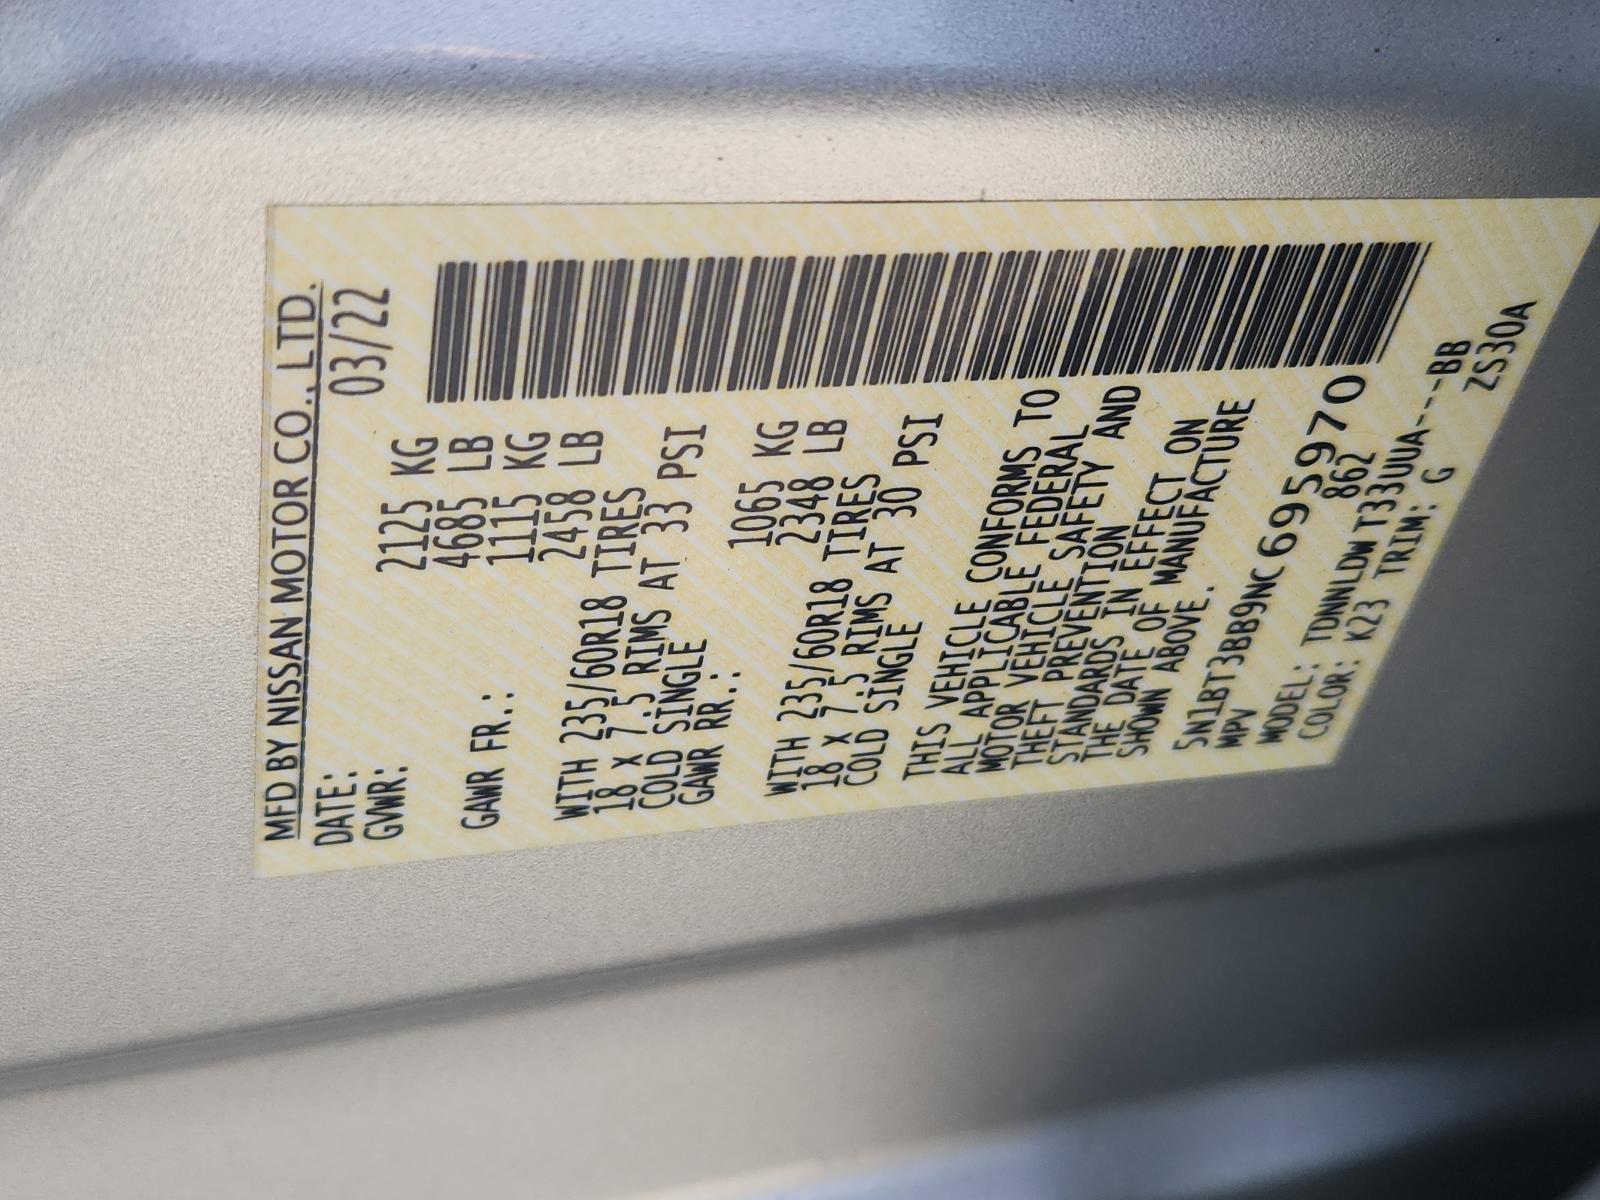 MFD BY NISSAN MOTOR CO., LTD.
DATE: 03/22
GVWR: 2125 KG
4685 LB
GAWR FR.: 1115 KG
2458 LB
WITH 235/60R18 TIRES
18 X 7.5 RIMS AT 33 PSI
COLD SINGLE
GAWR RR.: 1065 KG
2348 LB
WITH 235/60R18 TIRES
18 X 7.5 RIMS AT 30 PSI
COLD SINGLE
THIS VEHICLE CONFORMS TO
ALL APPLICABLE FEDERAL
MOTOR VEHICLE SAFETY AND
THEFT PREVENTION
STANDARDS IN EFFECT ON
THE DATE OF MANUFACTURE
SHOWN ABOVE.
5N1BT3BB9NC695970
MPV 862
MODEL: TDNNLDW T33UUA----BB
COLOR: K23 TRIM: G ZS30A